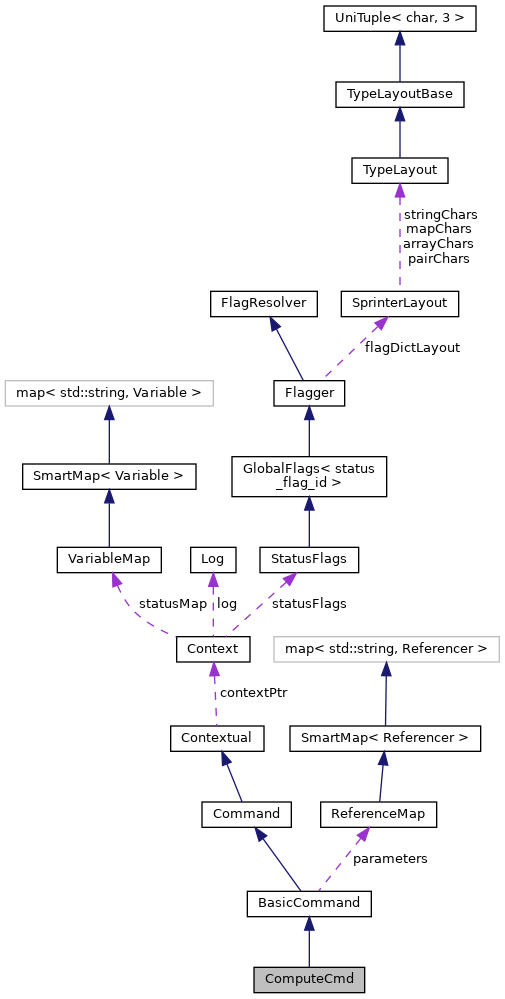 UniTuple< char, 3 >
TypeLayoutBase
TypeLayout
stringChars
mapChars
arrayChars
pairChars
FlagResolver
SprinterLayout
flagDictLayout
map< std::string, Variable >
Flagger
SmartMap< Variable >
GlobalFlags< status
_flag_id >
VariableMap
Log
StatusFlags
statusMap
log
statusFlags
Context
map< std::string, Referencer >
contextPtr
Contextual
SmartMap< Referencer >
Command
ReferenceMap
parameters
BasicCommand
ComputeCmd